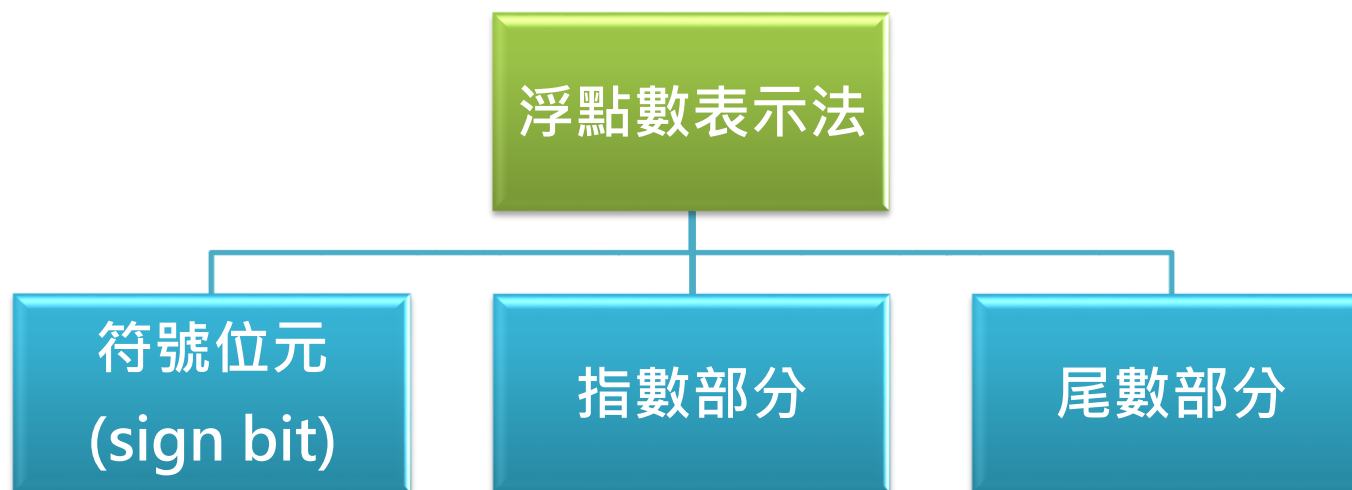 浮點數表示法
符號位元
(sign bit)
指數部分
尾數部分